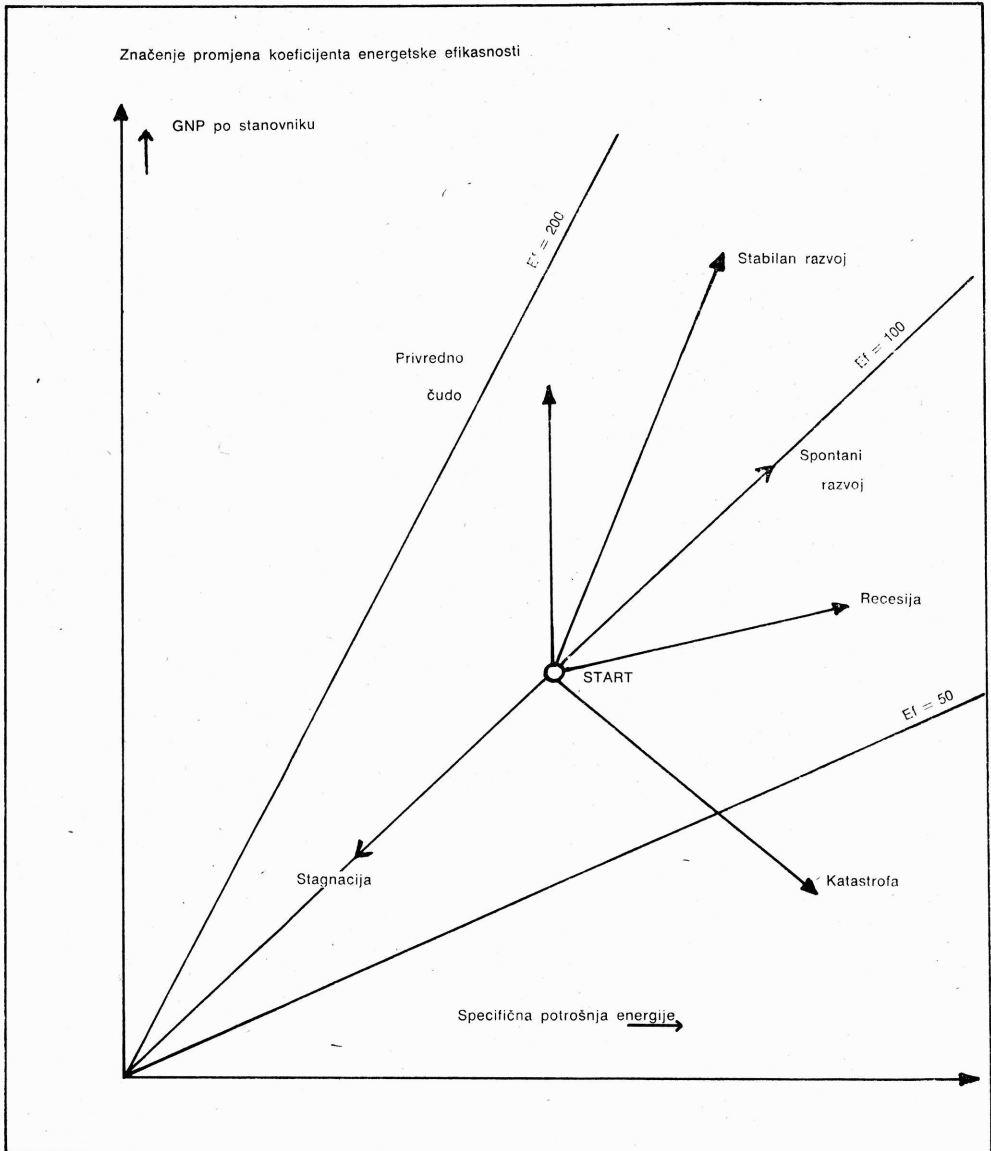 Značenje promjena koeficijenta energetske efikasnosti
GNP po stanovniku
Ef = 200
Stabilan razvoj
Ef = 100
Privredno
čudo
Spontani
razvoj
Recesija
START
Ef = 50
Stagnacija
Katastrofa
Specifična potrošnja energije